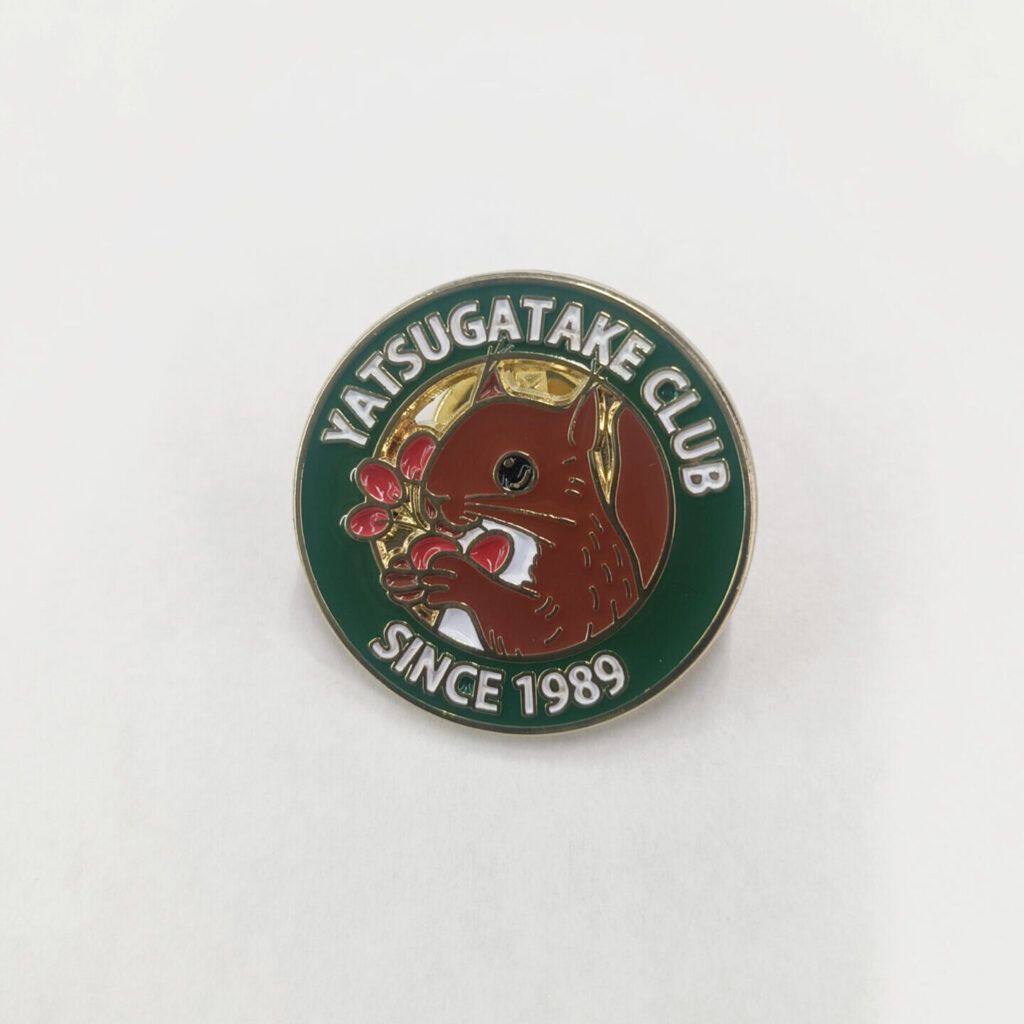 YATSUGATAKE CLUB
SINCE 1989